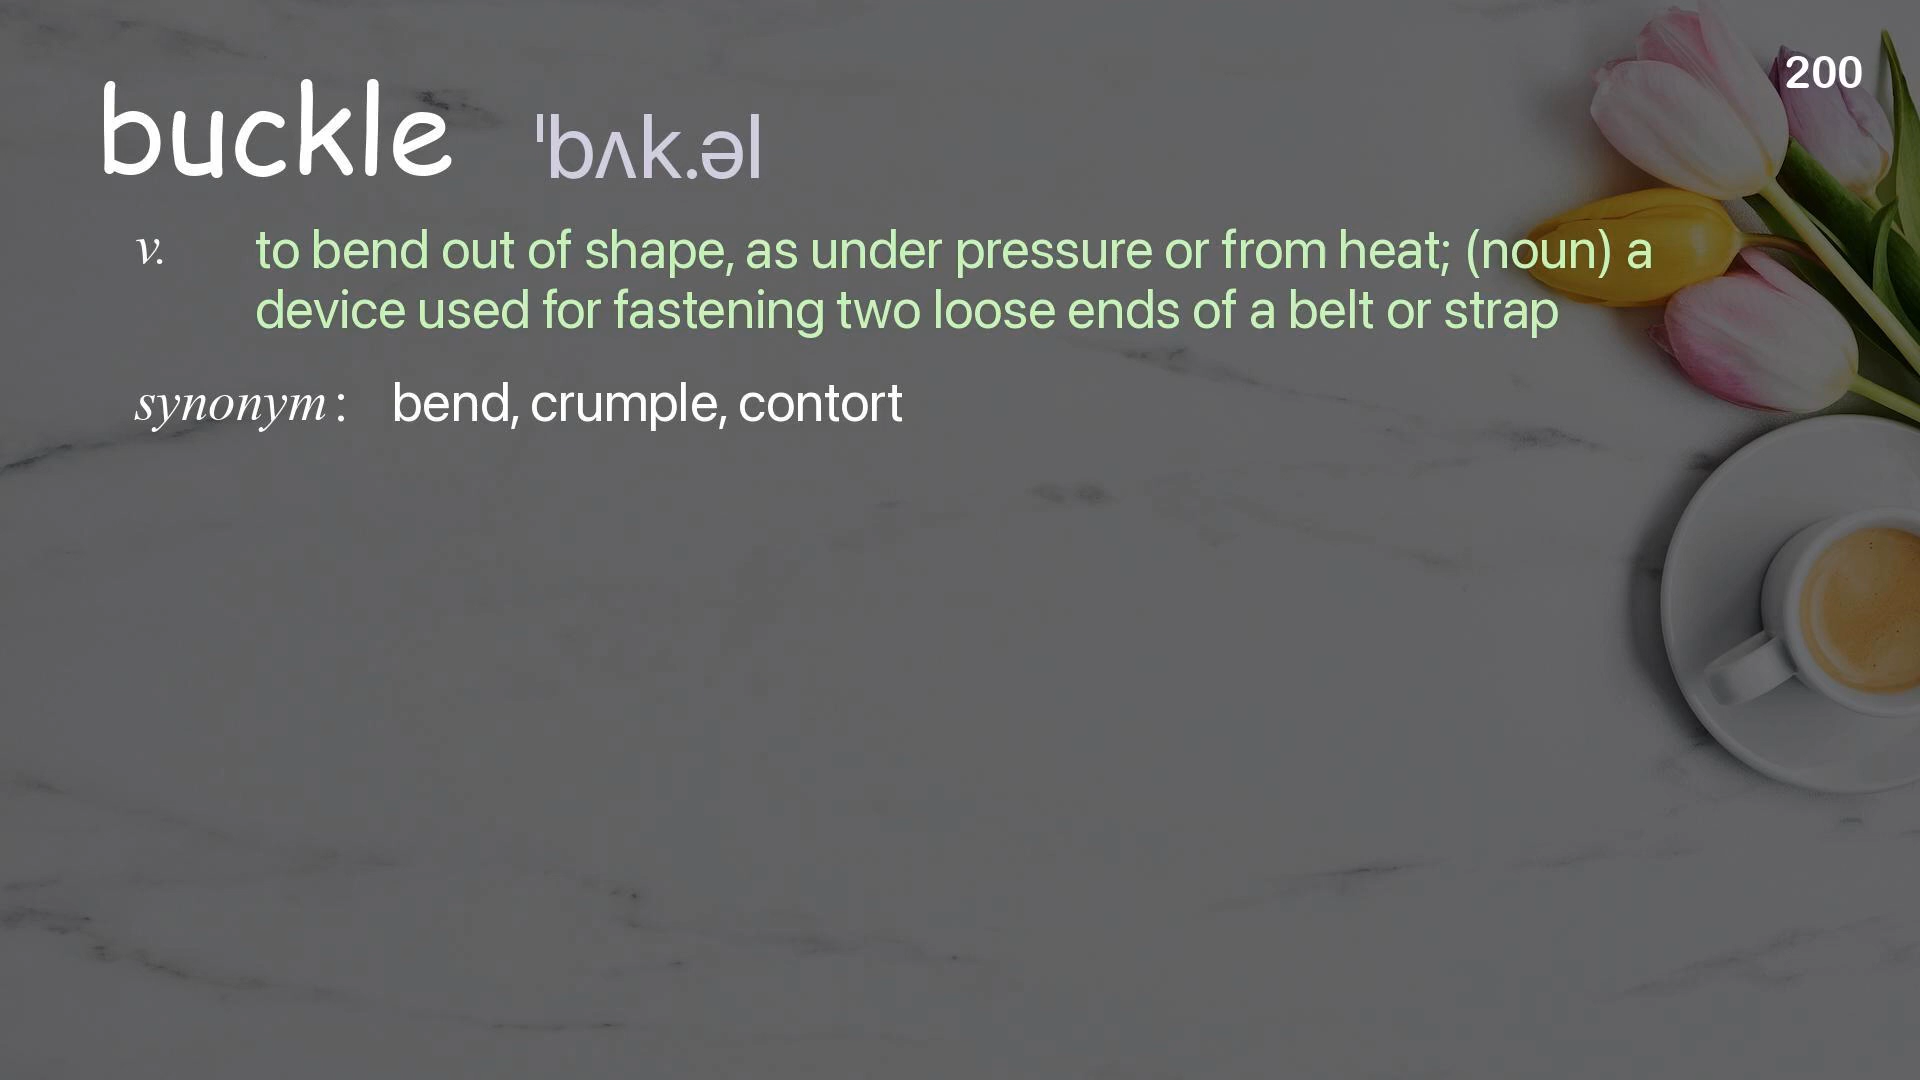 200
buckle ˈbʌk.əl
v. to bend out of shape, as under pressure or from heat; (noun) a
device used for fastening two loose ends of a belt or strap
synonym: bend, crumple, contort